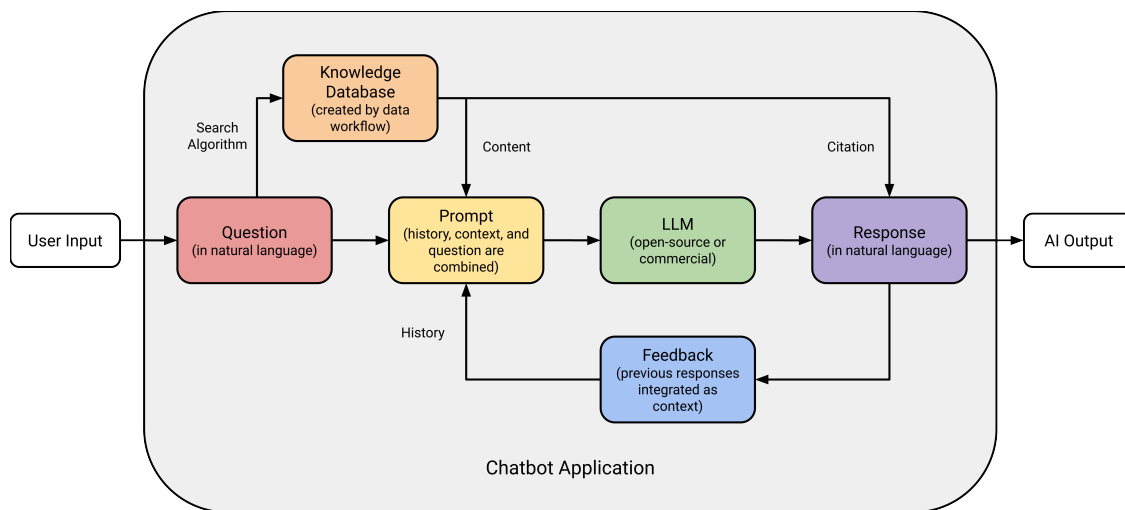 Knowledge
Database
(created by data
workflow)
Search
Algorithm
Content
Citation
User Input
Question
(in natural language)
Prompt
(history, context, and
question are
combined)
LLM
(open-source or
commercial)
Response
(in natural language)
AI Output
History
Feedback
(previous responses
integrated as
context)
Chatbot Application